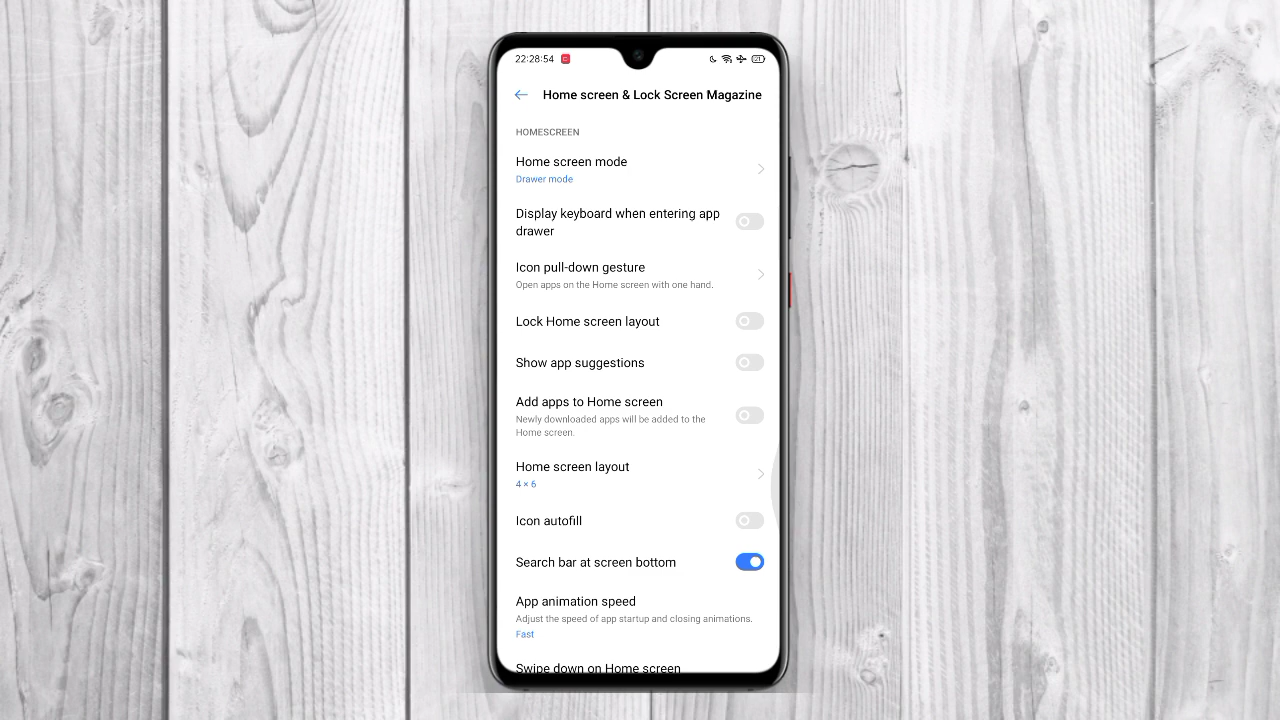 22:28:54
21
Home screen & Lock Screen Magazine
HOMESCREEN
Home screen mode
Drawer mode
Display keyboard when entering app
drawer
Icon pull-down gesture
Open apps on the Home screen with one hand.
Lock Home screen layout
Show app suggestions
Add apps to Home screen
Newly downloaded apps will be added to the
Home screen.
Home screen layout
4 × 6
Icon autofill
Search bar at screen bottom
App animation speed
Adjust the speed of app startup and closing animations.
Fast
Swipe down on Home screen